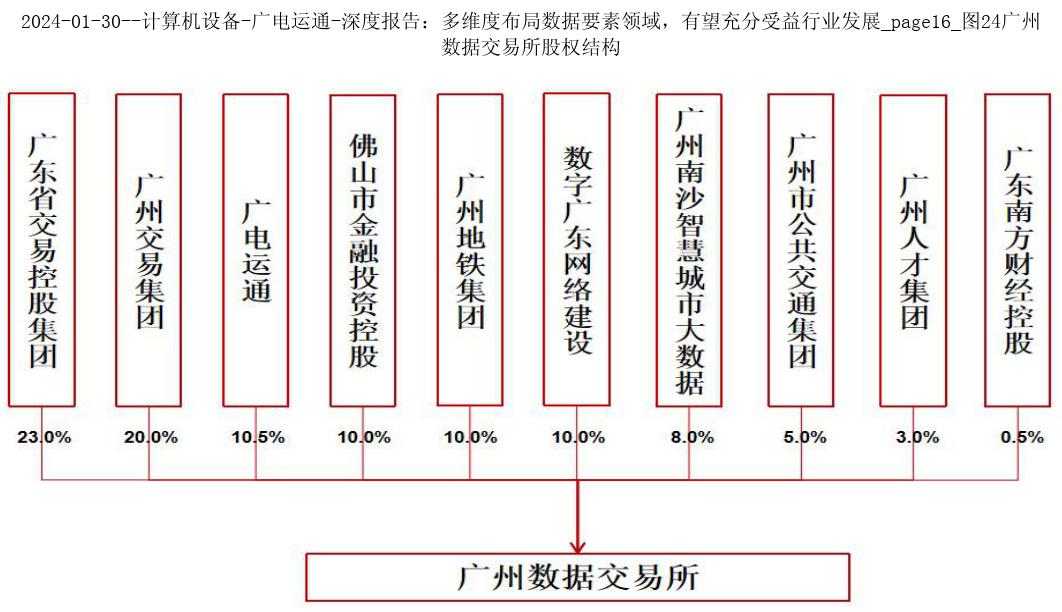 2024-01-30--计算机设备-广电运通-深度报告：多维度布局数据要素领域，有望充分受益行业发展_page16_图24广州
数据交易所股权结构
广东省交易控股集团
广州交易集团
广电运通
佛山市金融投资控股
广州地铁集团
数字广东网络建设
广州南沙智慧城市大数据
广州市公共交通集团
广州人才集团
广东南方财经控股
23.0%
20.0%
10.5%
10.0%
10.0%
10.0%
8.0%
5.0%
3.0%
0.5%
广州数据交易所